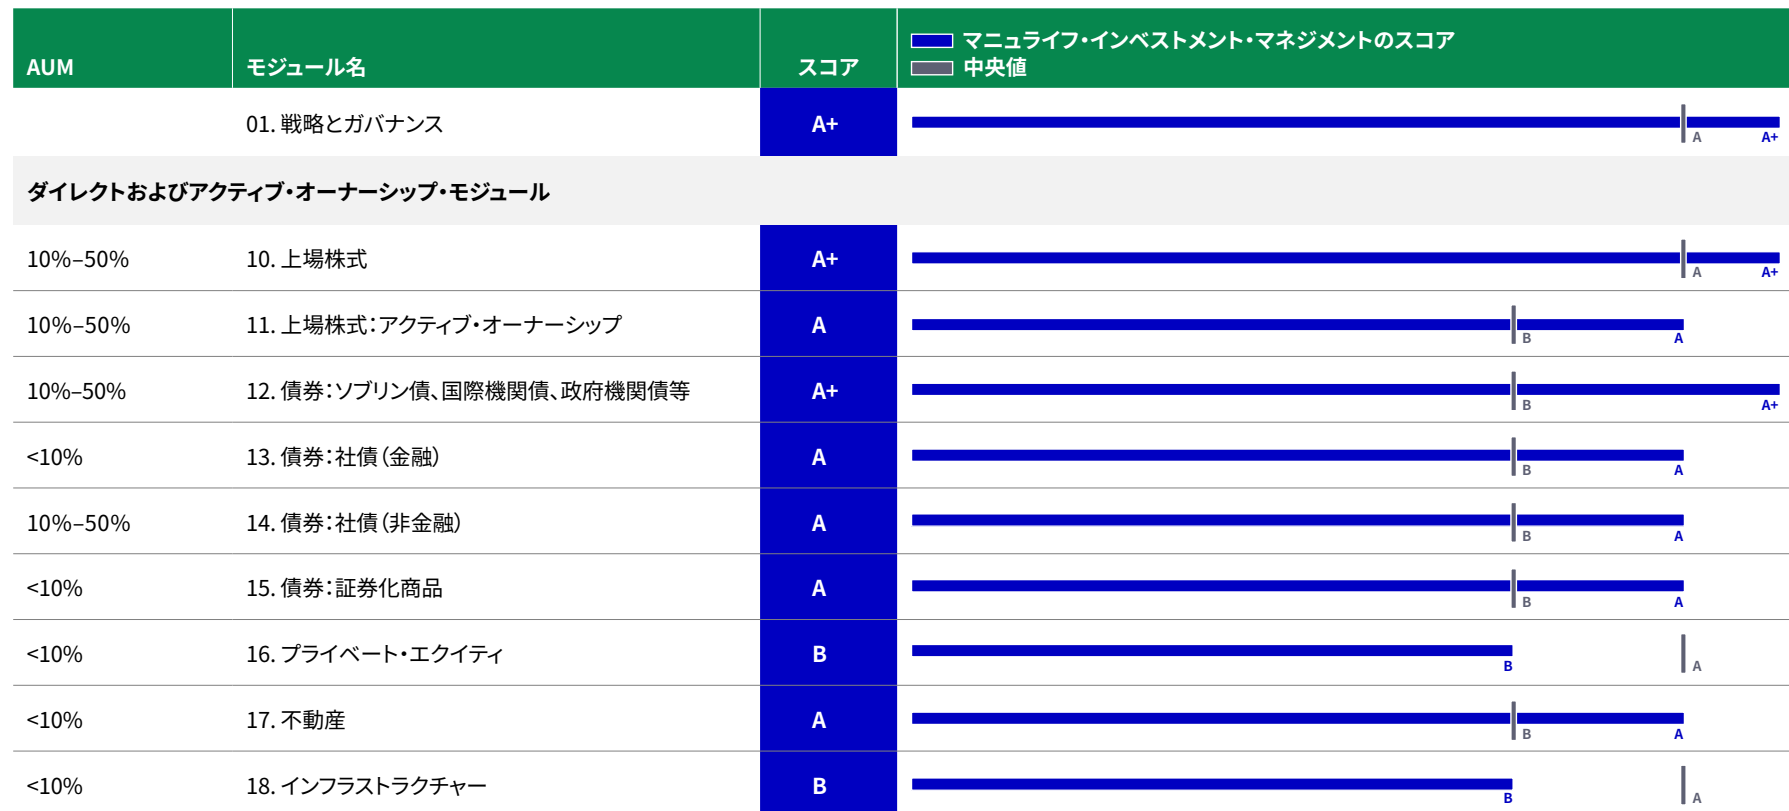 マニュライフ・インベストメント・マネジメントのスコア
AUM モジュール名 スコア 中央値
01. 戦略とガバナンス A+ A A+
ダイレクトおよびアクティブ・オーナーシップ・モジュール
10%–50% 10. 上場株式 A+ A A+
10%–50% 11. 上場株式：アクティブ・オーナーシップ A B A
10%–50% 12. 債券：ソブリン債、国際機関債、政府機関債等 A+ B A+
<10% 13. 債券：社債（金融） A B A
10%–50% 14. 債券：社債（非金融） A B A
<10% 15. 債券：証券化商品 A B A
<10% 16. プライベート・エクイティ B B A
<10% 17. 不動産 A B A
<10% 18. インフラストラクチャー B B A